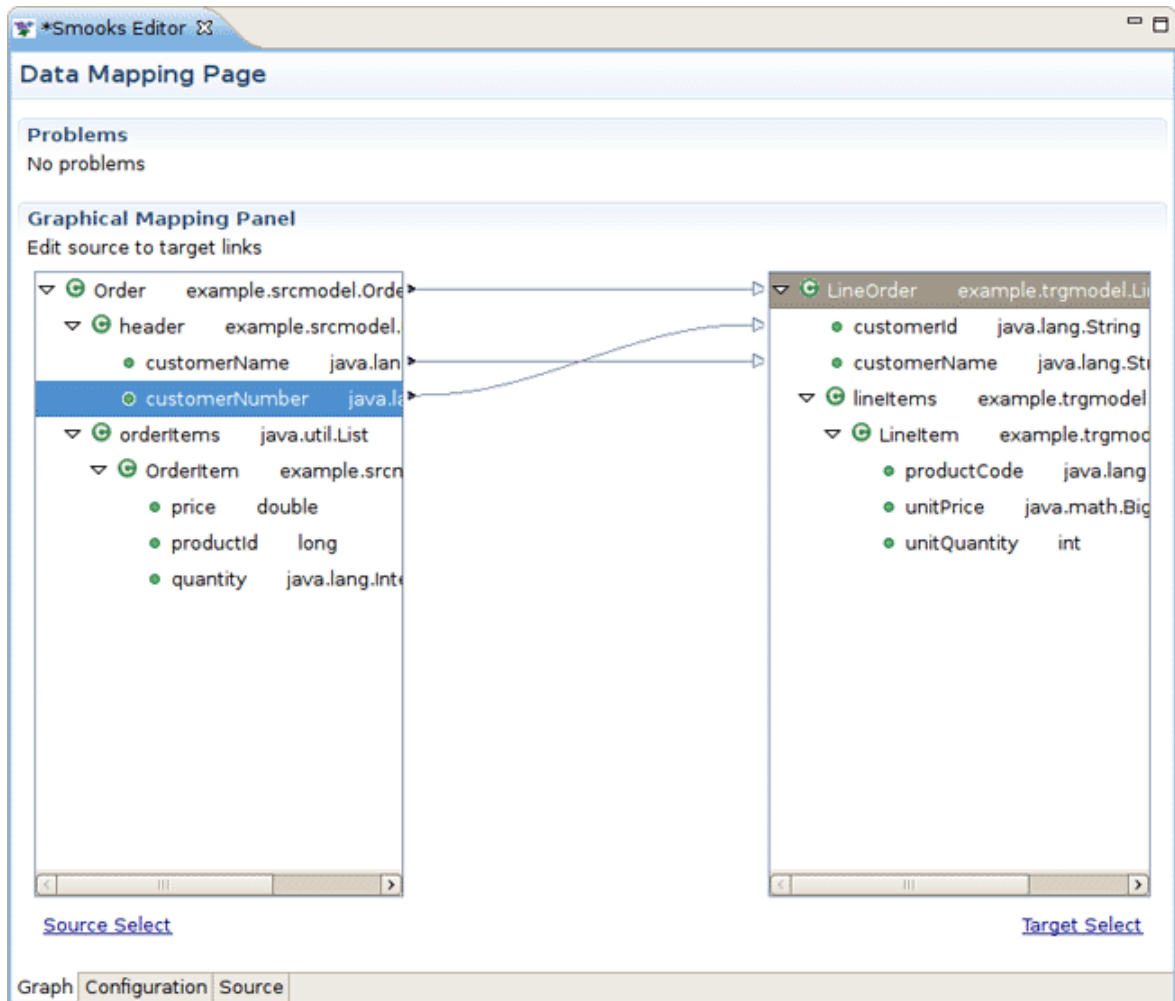 *Smooks Editor
Data Mapping Page
Problems
No problems
Graphical Mapping Panel
Edit source to target links
Order example.srcmodel.Orde
header example.srcmodel.
customerName java.lan
customerNumber java.la
orderItems java.util.List
OrderItem example.srcn
price double
productId long
quantity java.lang.Inte
LineOrder example.trgmodel.Li
customerId java.lang.String
customerName java.lang.Stri
lineItems example.trgmodel
LineItem example.trgmod
productCode java.lang
unitPrice java.math.Big
unitQuantity int
Source Select Target Select
Graph Configuration Source